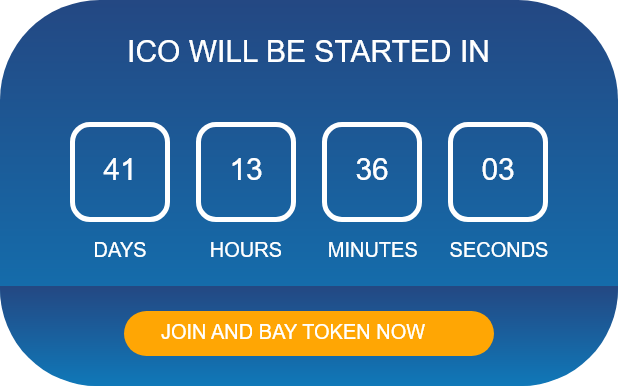 ICO WILL BE STARTED IN
41 13 36 03
DAYS HOURS MINUTES SECONDS
JOIN AND BAY TOKEN NOW